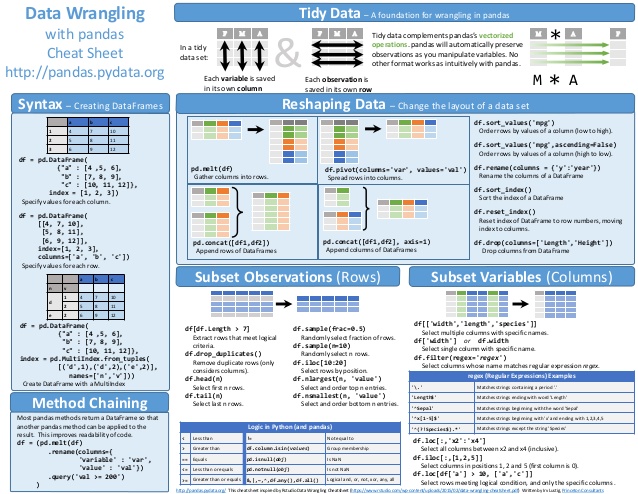 Data Wrangling
with pandas
Cheat Sheet
http://pandas.pydata.org
Tidy Data – A foundation for wrangling in pandas
In a tidy
data set:
F M A
F M A
&
Each variable is saved
in its own column
Each observation is
saved in its own row
Tidy data complements pandas's vectorized
operations. pandas will automatically preserve
observations as you manipulate variables. No
other format works as intuitively with pandas.
M * A
F
M * A
Syntax – Creating DataFrames
a b c
1 4 7 10
2 5 8 11
3 6 9 12
df = pd.DataFrame(
{"a" : [4 ,5, 6],
"b" : [7, 8, 9],
"c" : [10, 11, 12]},
index = [1, 2, 3])
Specify values for each column.
df = pd.DataFrame(
[[4, 7, 10],
[5, 8, 11],
[6, 9, 12]],
index=[1, 2, 3],
columns=['a', 'b', 'c'])
Specify values for each row.
a b c
n v
d 1 4 7 10
2 5 8 11
e 2 6 9 12
df = pd.DataFrame(
{"a" : [4 ,5, 6],
"b" : [7, 8, 9],
"c" : [10, 11, 12]},
index = pd.MultiIndex.from_tuples(
[('d',1),('d',2),('e',2)],
names=['n','v']))
Create DataFrame with a MultiIndex
Method Chaining
Most pandas methods return a DataFrame so that
another pandas method can be applied to the
result. This improves readability of code.
df = (pd.melt(df)
.rename(columns={
'variable' : 'var',
'value' : 'val'})
.query('val >= 200')
)
Reshaping Data – Change the layout of a data set
pd.melt(df)
Gather columns into rows.
df.pivot(columns='var', values='val')
Spread rows into columns.
pd.concat([df1,df2])
Append rows of DataFrames
pd.concat([df1,df2], axis=1)
Append columns of DataFrames
df.sort_values('mpg')
Order rows by values of a column (low to high).
df.sort_values('mpg',ascending=False)
Order rows by values of a column (high to low).
df.rename(columns = {'y':'year'})
Rename the columns of a DataFrame
df.sort_index()
Sort the index of a DataFrame
df.reset_index()
Reset index of DataFrame to row numbers, moving
index to columns.
df.drop(columns=['Length','Height'])
Drop columns from DataFrame
Subset Observations (Rows)
df[df.Length > 7]
Extract rows that meet logical
criteria.
df.drop_duplicates()
Remove duplicate rows (only
considers columns).
df.head(n)
Select first n rows.
df.tail(n)
Select last n rows.
df.sample(frac=0.5)
Randomly select fraction of rows.
df.sample(n=10)
Randomly select n rows.
df.iloc[10:20]
Select rows by position.
df.nlargest(n, 'value')
Select and order top n entries.
df.nsmallest(n, 'value')
Select and order bottom n entries.
Logic in Python (and pandas)
< Less than != Not equal to
> Greater than df.column.isin(values) Group membership
== Equals pd.isnull(obj) Is NaN
<= Less than or equals pd.notnull(obj) Is not NaN
>= Greater than or equals &,|,~,^,df.any(),df.all() Logical and, or, not, xor, any, all
Subset Variables (Columns)
df[['width','length','species']]
Select multiple columns with specific names.
df['width'] or df.width
Select single column with specific name.
df.filter(regex='regex')
Select columns whose name matches regular expression regex.
regex (Regular Expressions) Examples
'\.' Matches strings containing a period '.'
'Length$' Matches strings ending with word 'Length'
'^Sepal' Matches strings beginning with the word 'Sepal'
'^x[1-5]$' Matches strings beginning with 'x' and ending with 1,2,3,4,5
'^(?!Species$).*' Matches strings except the string 'Species'
df.loc[:,'x2':'x4']
Select all columns between x2 and x4 (inclusive).
df.iloc[:,[1,2,5]]
Select columns in positions 1, 2 and 5 (first column is 0).
df.loc[df['a'] > 10, ['a','c']]
Select rows meeting logical condition, and only the specific columns.
http://pandas.pydata.org/ This cheat sheet inspired by Rstudio Data Wrangling Cheatsheet (https://www.rstudio.com/wp-content/uploads/2015/02/data-wrangling-cheatsheet.pdf) Written by Irv Lustig, Princeton Consultants